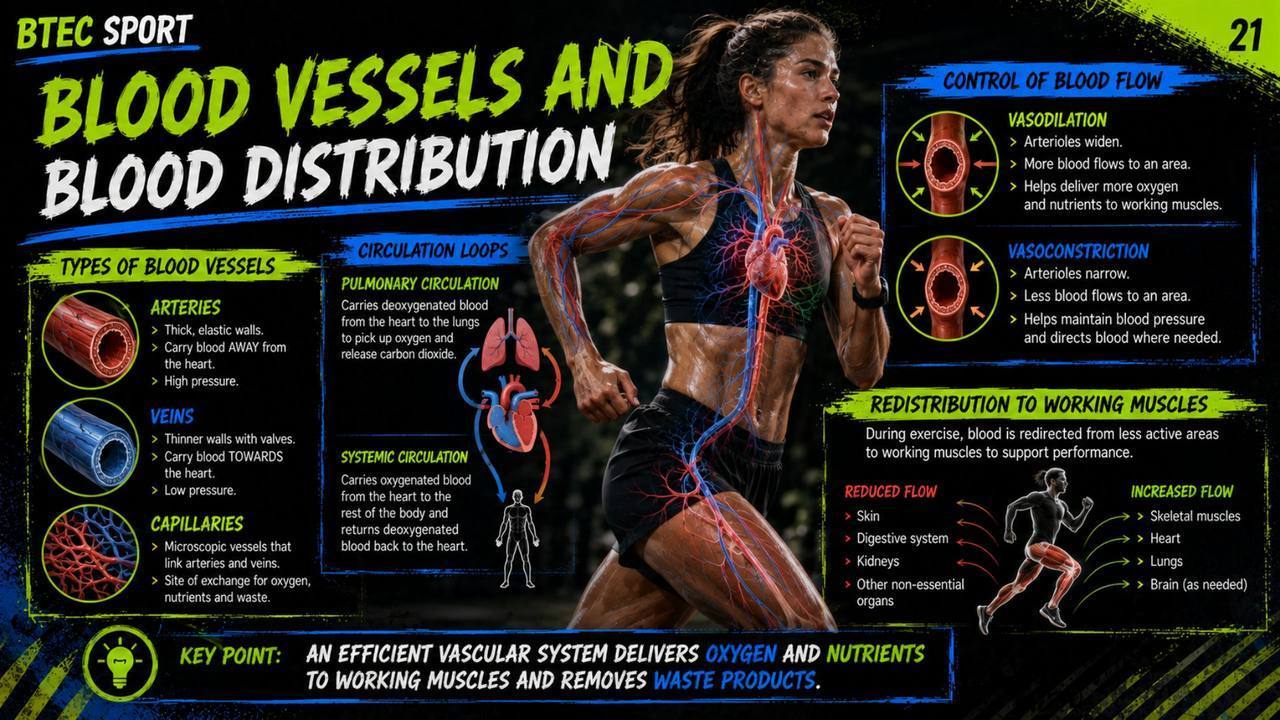 BTEC SPORT
21
BLOOD VESSELS AND
BLOOD DISTRIBUTION
TYPES OF BLOOD VESSELS
ARTERIES
> Thick, elastic walls.
> Carry blood AWAY from
the heart.
> High pressure.
VEINS
> Thinner walls with valves.
> Carry blood TOWARDS
the heart.
> Low pressure.
CAPILLARIES
> Microscopic vessels that
link arteries and veins.
> Site of exchange for oxygen,
nutrients and waste.
CIRCULATION LOOPS
PULMONARY CIRCULATION
Carries deoxygenated blood
from the heart to the lungs
to pick up oxygen and
release carbon dioxide.
SYSTEMIC CIRCULATION
Carries oxygenated blood
from the heart to the
rest of the body and
returns deoxygenated
blood back to the heart.
CONTROL OF BLOOD FLOW
VASODILATION
> Arterioles widen.
> More blood flows to an area.
> Helps deliver more oxygen
and nutrients to working muscles.
VASOCONSTRICTION
> Arterioles narrow.
> Less blood flows to an area.
> Helps maintain blood pressure
and directs blood where needed.
REDISTRIBUTION TO WORKING MUSCLES
During exercise, blood is redirected from less active areas
to working muscles to support performance.
REDUCED FLOW
> Skin
> Digestive system
> Kidneys
> Other non-essential
organs
INCREASED FLOW
> Skeletal muscles
> Heart
> Lungs
> Brain (as needed)
KEY POINT: AN EFFICIENT VASCULAR SYSTEM DELIVERS OXYGEN AND NUTRIENTS
TO WORKING MUSCLES AND REMOVES WASTE PRODUCTS.